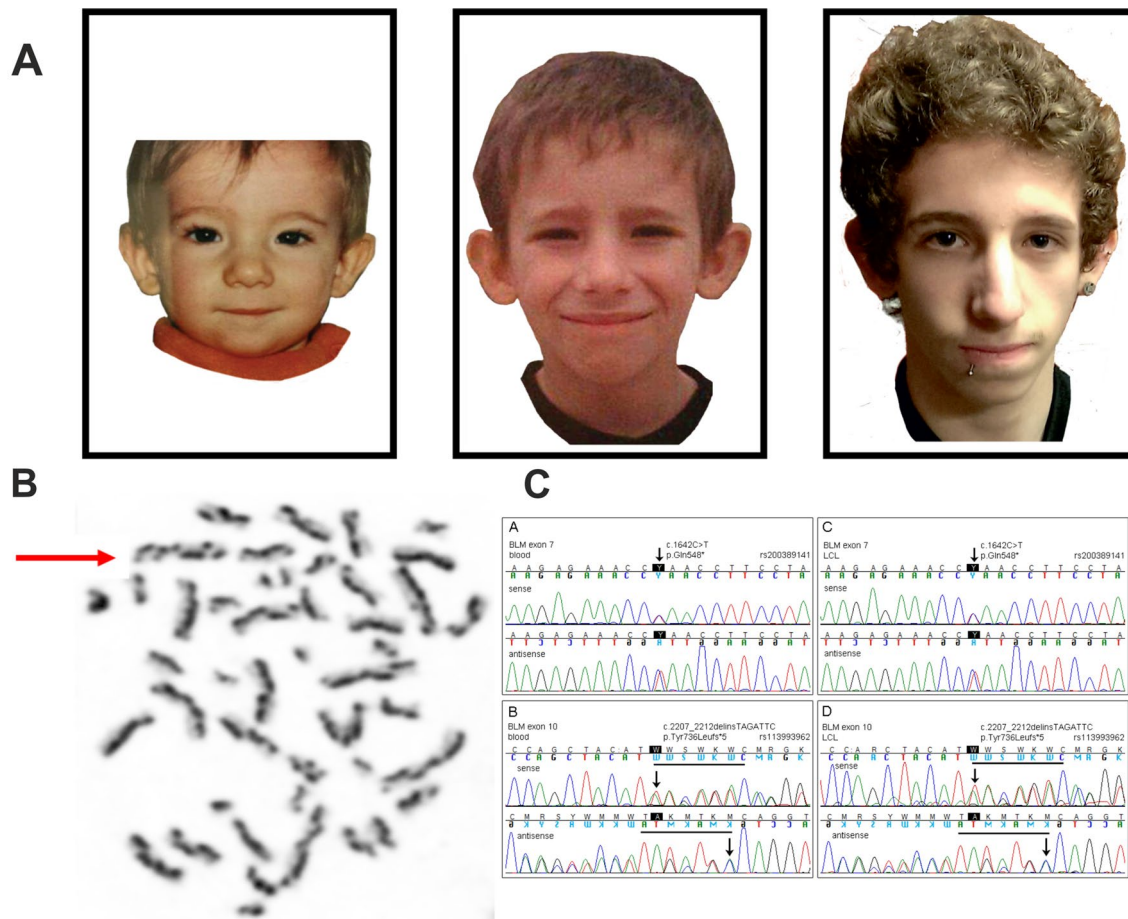 A
B
C
A
BLM exon 7
blood
c.1642C>T
p.Gln548*
rs200389141
A A G A G A A A C C Y A A C C T T C C T A
A A G A G A A A C C Y A A C C T T C C T A
sense
A A G A G A A A C C Y A A C C T T C C T A
antisense
C
BLM exon 7
LCL
c.1642C>T
p.Gln548*
rs200389141
A A G A G A A A C C Y A A C C T T C C T A
A A G A G A A A C C Y A A C C T T C C T A
sense
A A G A G A A A C C Y A A C C T T C C T A
antisense
B
BLM exon 10
blood
c.2207_2212delinsTAGATTC
p.Tyr736Leufs*5
rs113993962
C C A G C T A C A T W W S W K W C M R G K
sense
C M R S Y W M M W T A K M T K M C A G G T
antisense
D
BLM exon 10
LCL
c.2207_2212delinsTAGATTC
p.Tyr736Leufs*5
rs113993962
C C A R C T A C A T W W S W K W C M R G K
sense
C M R S Y W M M W T A K M T K M C A G G T
antisense